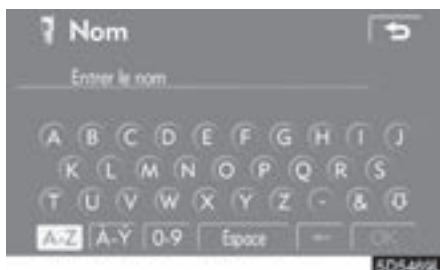 Nom
Entrer le nom
A B C D E F G H I J
K L M N O P Q R S
T U V W X Y Z - &
A-Z À-Ÿ 0-9 Espace ← OK